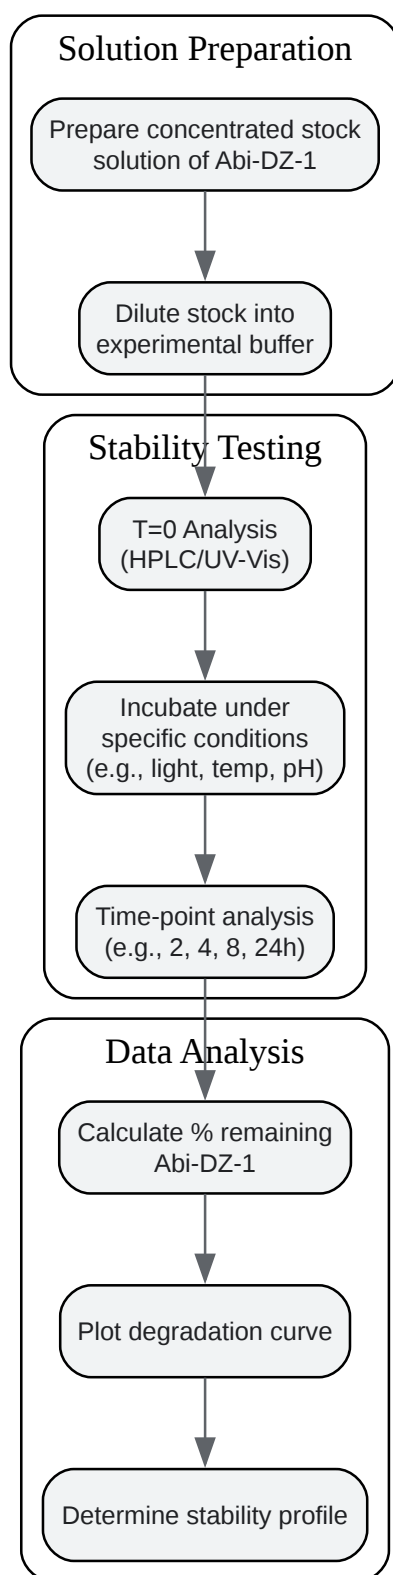 Solution Preparation
Prepare concentrated stock
solution of Abi-DZ-1
Dilute stock into
experimental buffer
Stability Testing
T=0 Analysis
(HPLC/UV-Vis)
Incubate under
specific conditions
(e.g., light, temp, pH)
Time-point analysis
(e.g., 2, 4, 8, 24h)
Data Analysis
Calculate % remaining
Abi-DZ-1
Plot degradation curve
Determine stability profile